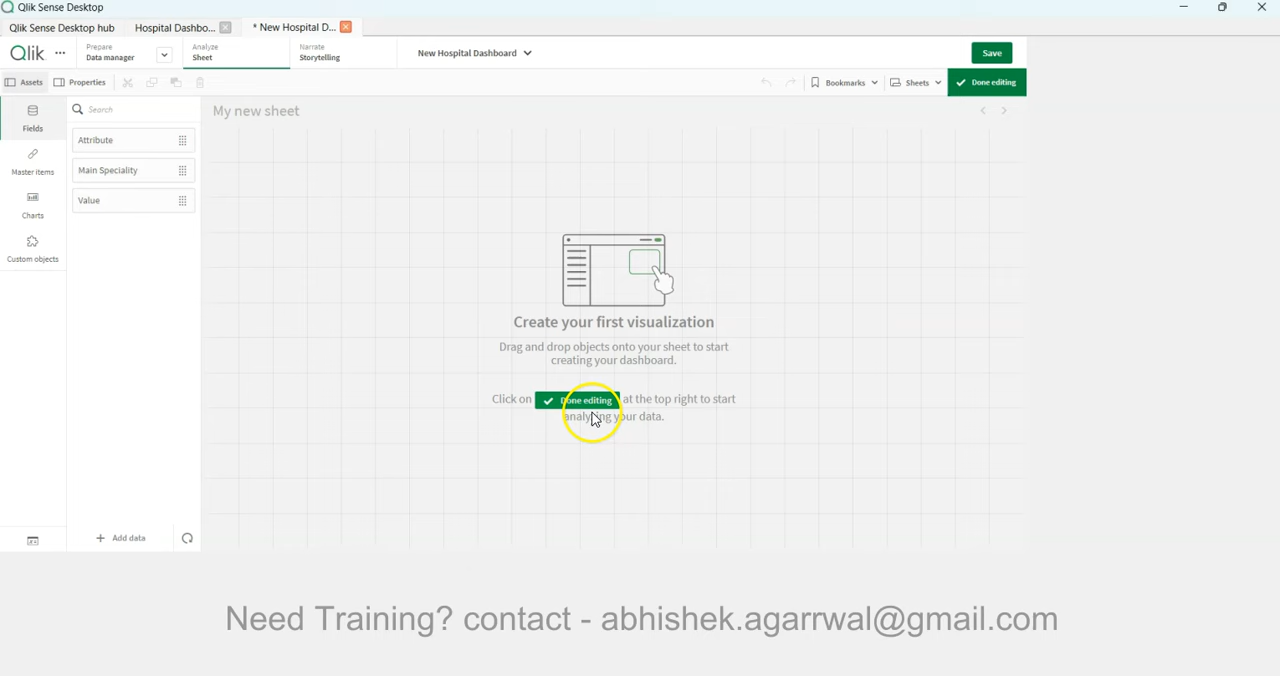 Qlik Sense Desktop
Qlik Sense Desktop hub
Hospital Dashbo...
* New Hospital D...
Qlik
Prepare
Data manager
Analyze
Sheet
Narrate
Storytelling
New Hospital Dashboard
Save
Assets
Properties
Bookmarks
Sheets
Done editing
Fields
Master items
Charts
Custom objects
Search
Attribute
Main Speciality
Value
Add data
My new sheet
Create your first visualization
Drag and drop objects onto your sheet to start
creating your dashboard.
Click on Done editing at the top right to start
analyzing your data.
Need Training? contact - abhishek.agarrwal@gmail.com